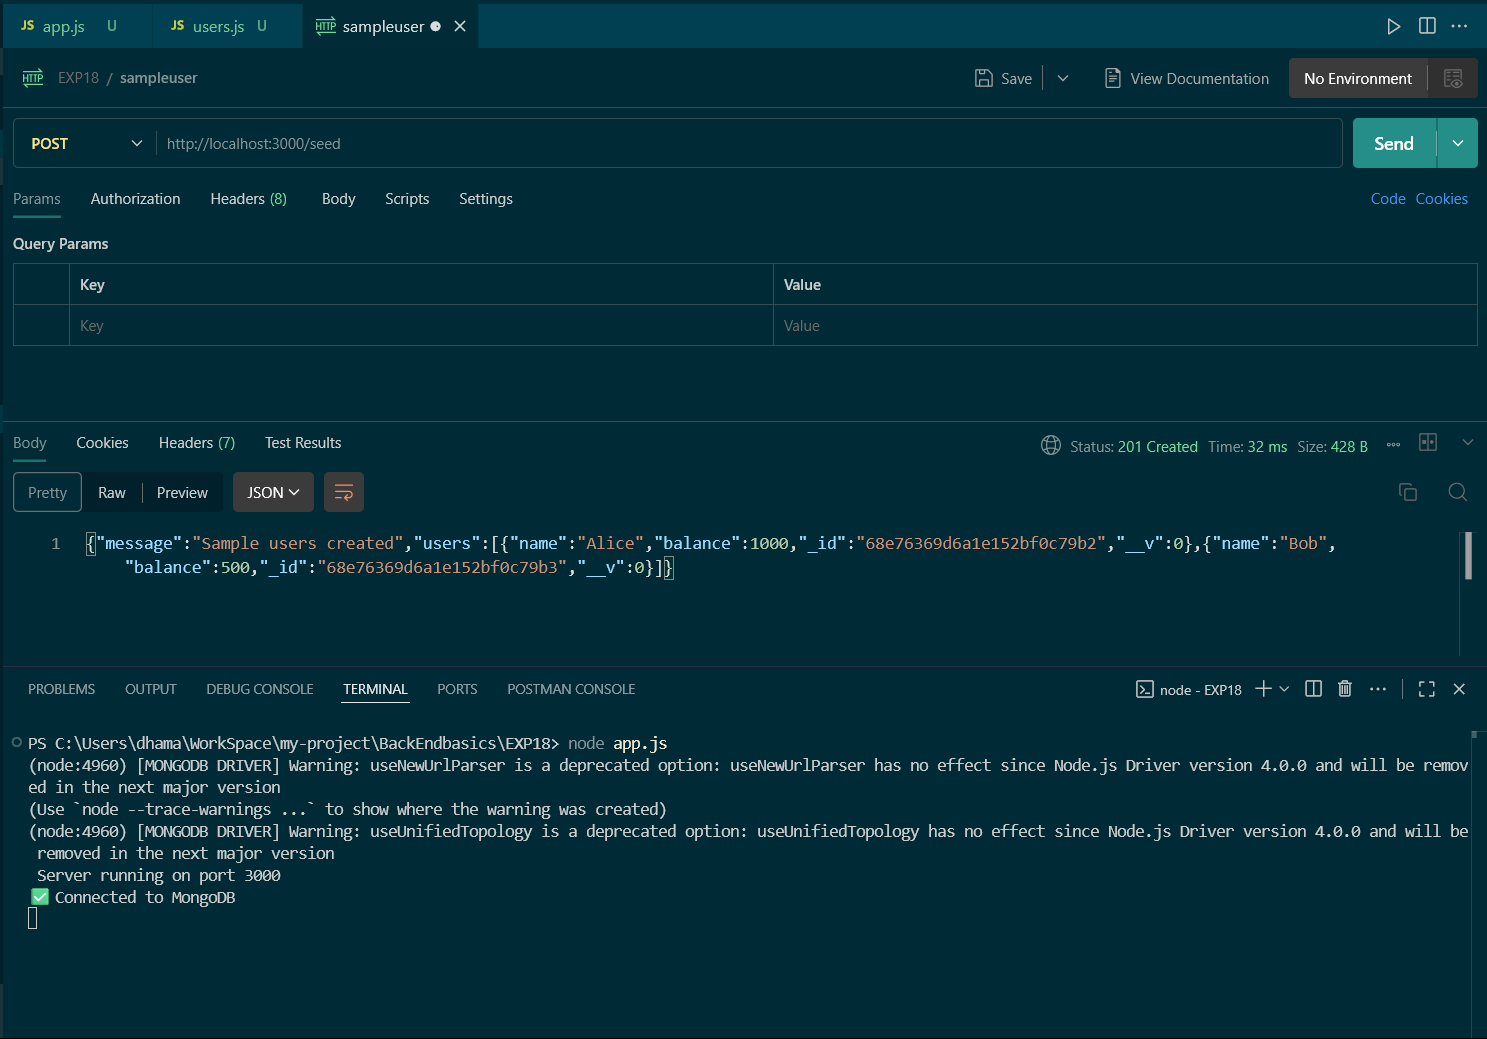 JS app.js U JS users.js U HTTP sampleuser
HTTP EXP18 / sampleuser Save View Documentation No Environment
POST http://localhost:3000/seed Send
Params Authorization Headers (8) Body Scripts Settings Code Cookies
Query Params
Key Value
Key Value
Body Cookies Headers (7) Test Results Status: 201 Created Time: 32 ms Size: 428 B
Pretty Raw Preview JSON
1 {"message":"Sample users created","users":[{"name":"Alice","balance":1000,"_id":"68e76369d6a1e152bf0c79b2","__v":0},{"name":"Bob",
"balance":500,"_id":"68e76369d6a1e152bf0c79b3","__v":0}]}
PROBLEMS OUTPUT DEBUG CONSOLE TERMINAL PORTS POSTMAN CONSOLE node - EXP18
PS C:\Users\dhama\WorkSpace\my-project\BackEndbasics\EXP18> node app.js
(node:4960) [MONGODB DRIVER] Warning: useNewUrlParser is a deprecated option: useNewUrlParser has no effect since Node.js Driver version 4.0.0 and will be remov
ed in the next major version
(Use `node --trace-warnings ...` to show where the warning was created)
(node:4960) [MONGODB DRIVER] Warning: useUnifiedTopology is a deprecated option: useUnifiedTopology has no effect since Node.js Driver version 4.0.0 and will be
removed in the next major version
Server running on port 3000
✅ Connected to MongoDB